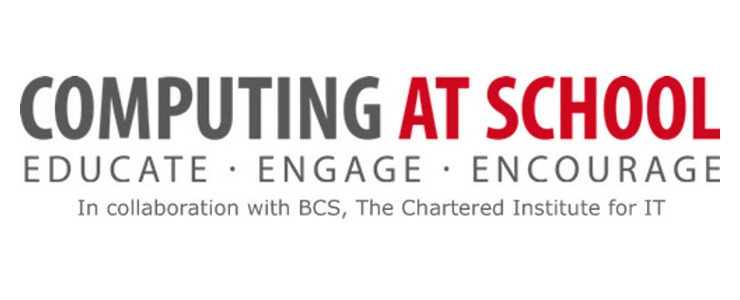 COMPUTING AT SCHOOL
EDUCATE · ENGAGE · ENCOURAGE
In collaboration with BCS, The Chartered Institute for IT